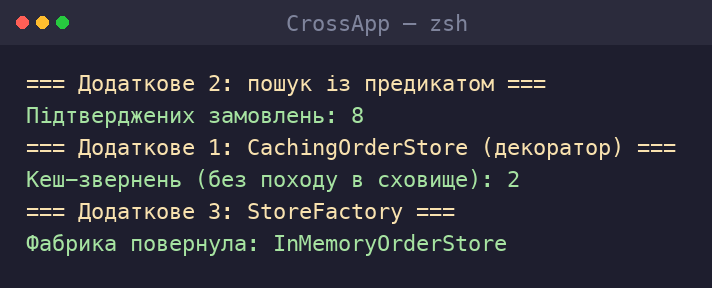 CrossApp — zsh
=== Додаткове 2: пошук із предикатом ===
Підтверджених замовлень: 8
=== Додаткове 1: CachingOrderStore (декоратор) ===
Кеш-звернень (без походу в сховище): 2
=== Додаткове 3: StoreFactory ===
Фабрика повернула: InMemoryOrderStore